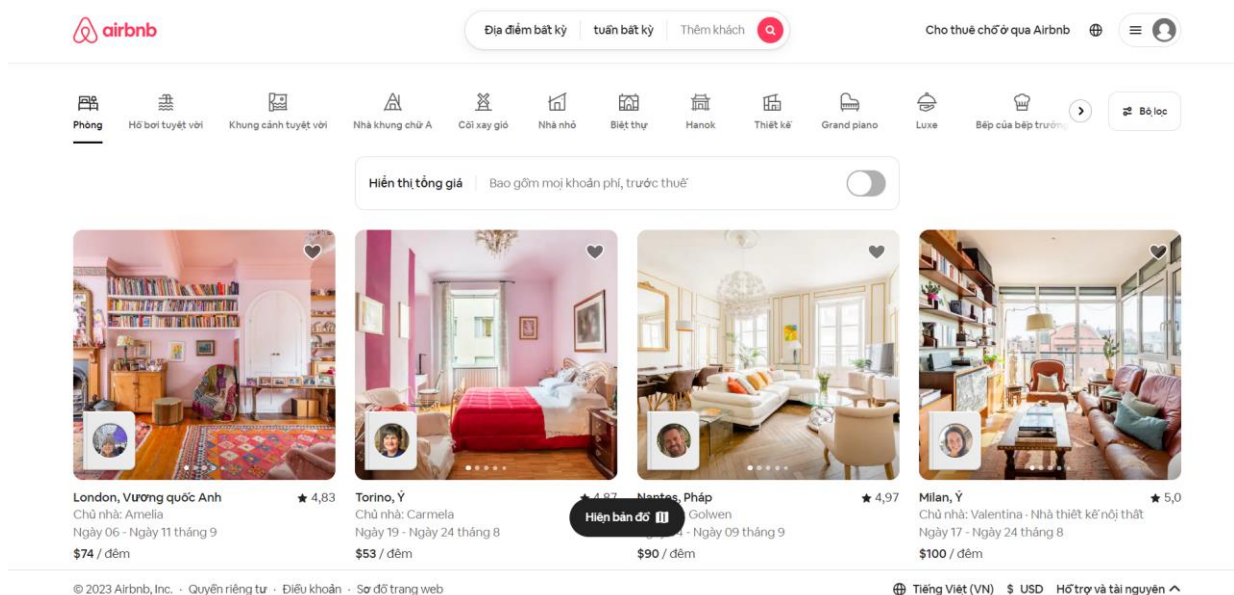 airbnb
Địa điểm bất kỳ tuần bất kỳ Thêm khách
Cho thuê chỗ ở qua Airbnb
Phòng Hồ bơi tuyệt vời Khung cảnh tuyệt vời Nhà khung chữ A Cối xay gió Nhà nhỏ Biệt thự Hanok Thiết kế Grand piano Luxe Bếp của bếp trưởng Bộ lọc
Hiển thị tổng giá Bao gồm mọi khoản phí, trước thuế
London, Vương quốc Anh ★ 4,83
Chủ nhà: Amelia
Ngày 06 - Ngày 11 tháng 9
$74 / đêm
Torino, Ý ★ 4,87
Chủ nhà: Carmela
Ngày 19 - Ngày 24 tháng 8
$53 / đêm
Nantes, Pháp ★ 4,97
Golwen
Ngày 09 tháng 9
$90 / đêm
Milan, Ý ★ 5,0
Chủ nhà: Valentina · Nhà thiết kế nội thất
Ngày 17 - Ngày 24 tháng 8
$100 / đêm
Hiện bản đồ
© 2023 Airbnb, Inc. · Quyền riêng tư · Điều khoản · Sơ đồ trang web
Tiếng Việt (VN) $ USD Hỗ trợ và tài nguyên